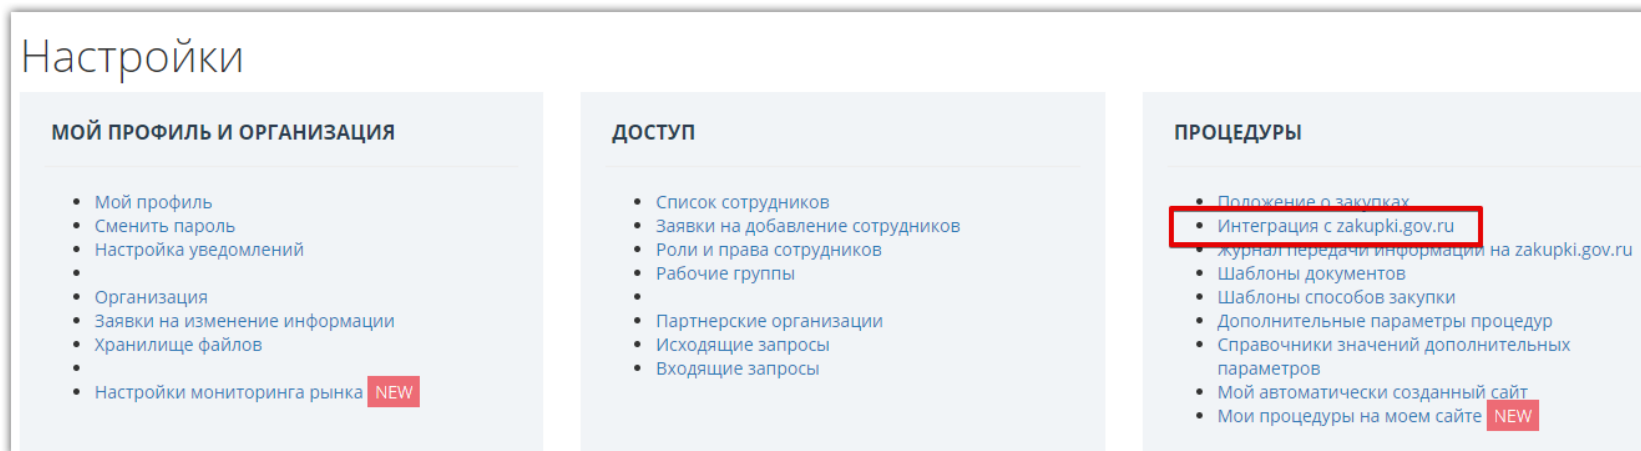 Настройки
МОЙ ПРОФИЛЬ И ОРГАНИЗАЦИЯ
Мой профиль
Сменить пароль
Настройка уведомлений
Организация
Заявки на изменение информации
Хранилище файлов
Настройки мониторинга рынка NEW
ДОСТУП
Список сотрудников
Заявки на добавление сотрудников
Роли и права сотрудников
Рабочие группы
Партнерские организации
Исходящие запросы
Входящие запросы
ПРОЦЕДУРЫ
Положение о закупках
Интеграция с zakupki.gov.ru
Журнал передачи информации на zakupki.gov.ru
Шаблоны документов
Шаблоны способов закупки
Дополнительные параметры процедур
Справочники значений дополнительных
параметров
Мой автоматически созданный сайт
Мои процедуры на моем сайте NEW